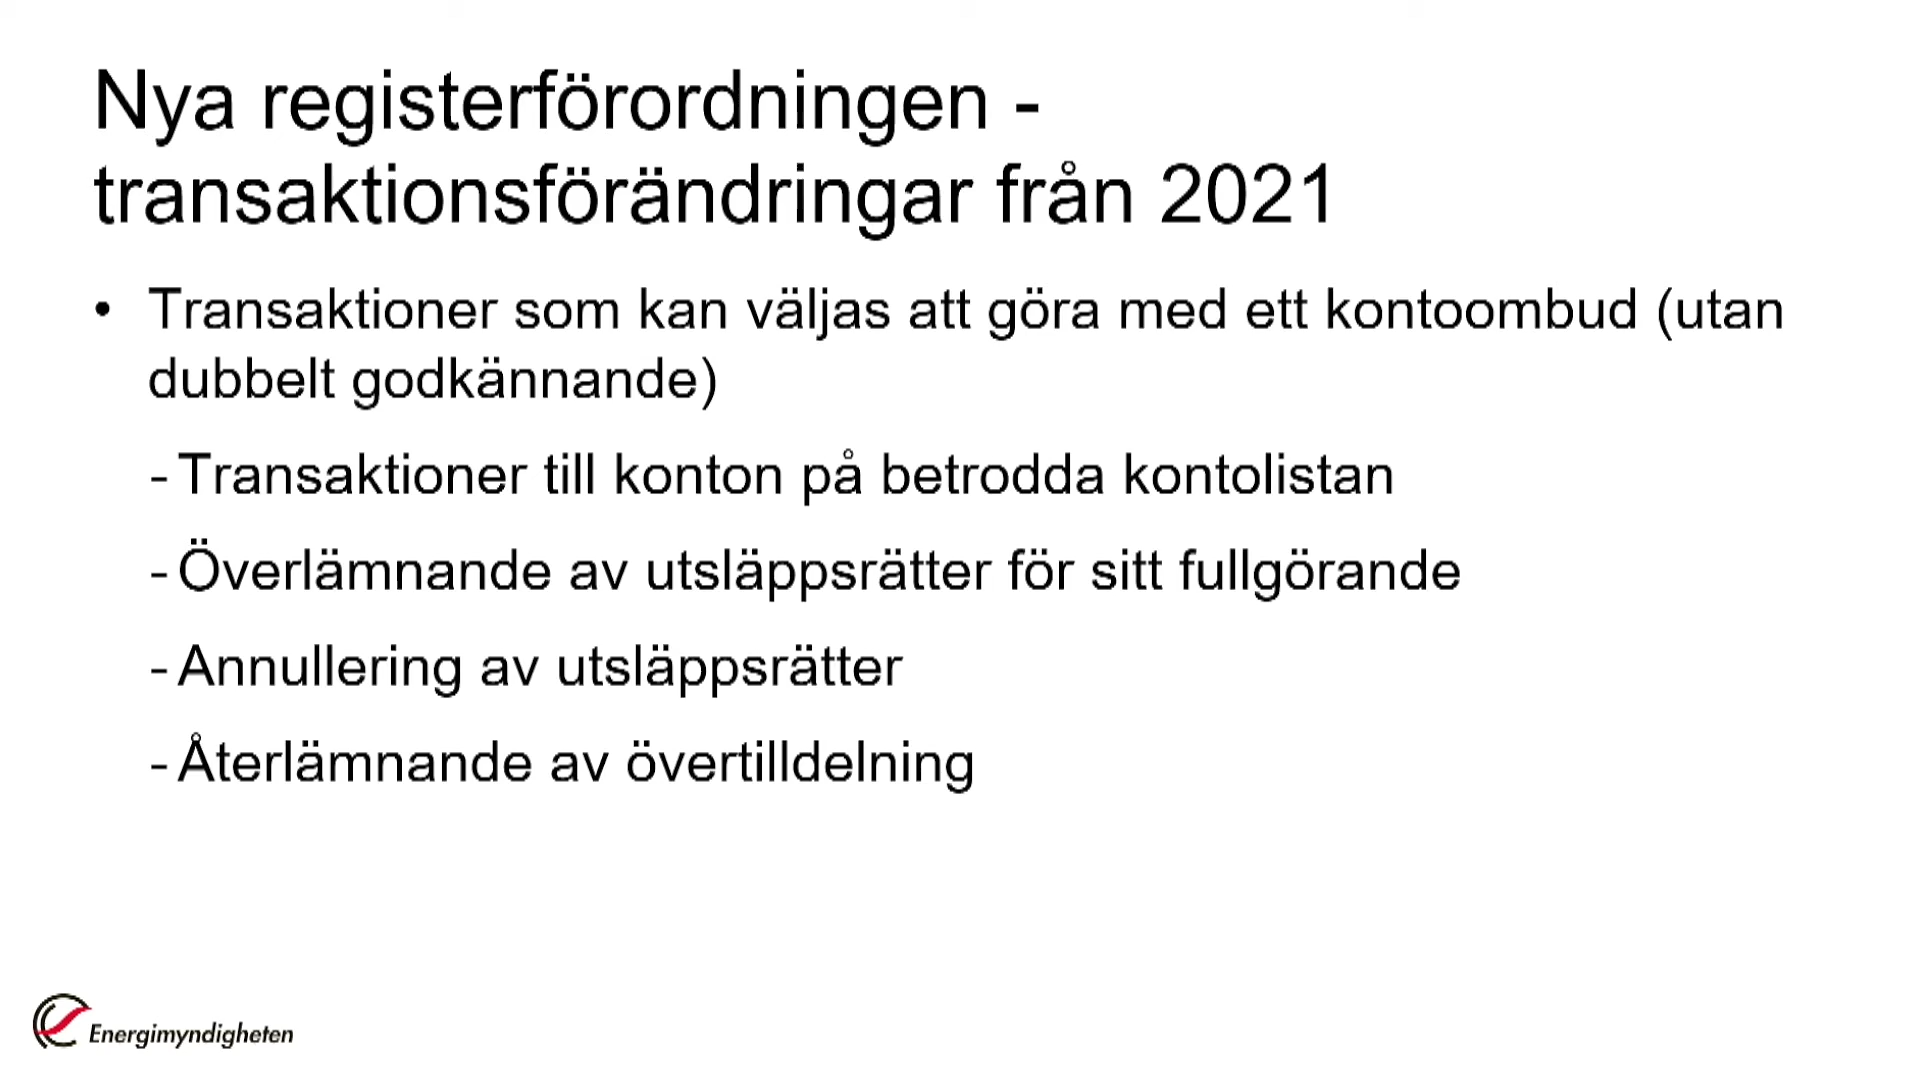 Nya registerförordningen -
transaktionsförändringar från 2021
• Transaktioner som kan väljas att göra med ett kontoombud (utan
dubbelt godkännande)
- Transaktioner till konton på betrodda kontolistan
- Överlämnande av utsläppsrätter för sitt fullgörande
- Annullering av utsläppsrätter
- Återlämnande av övertilldelning
Energimyndigheten